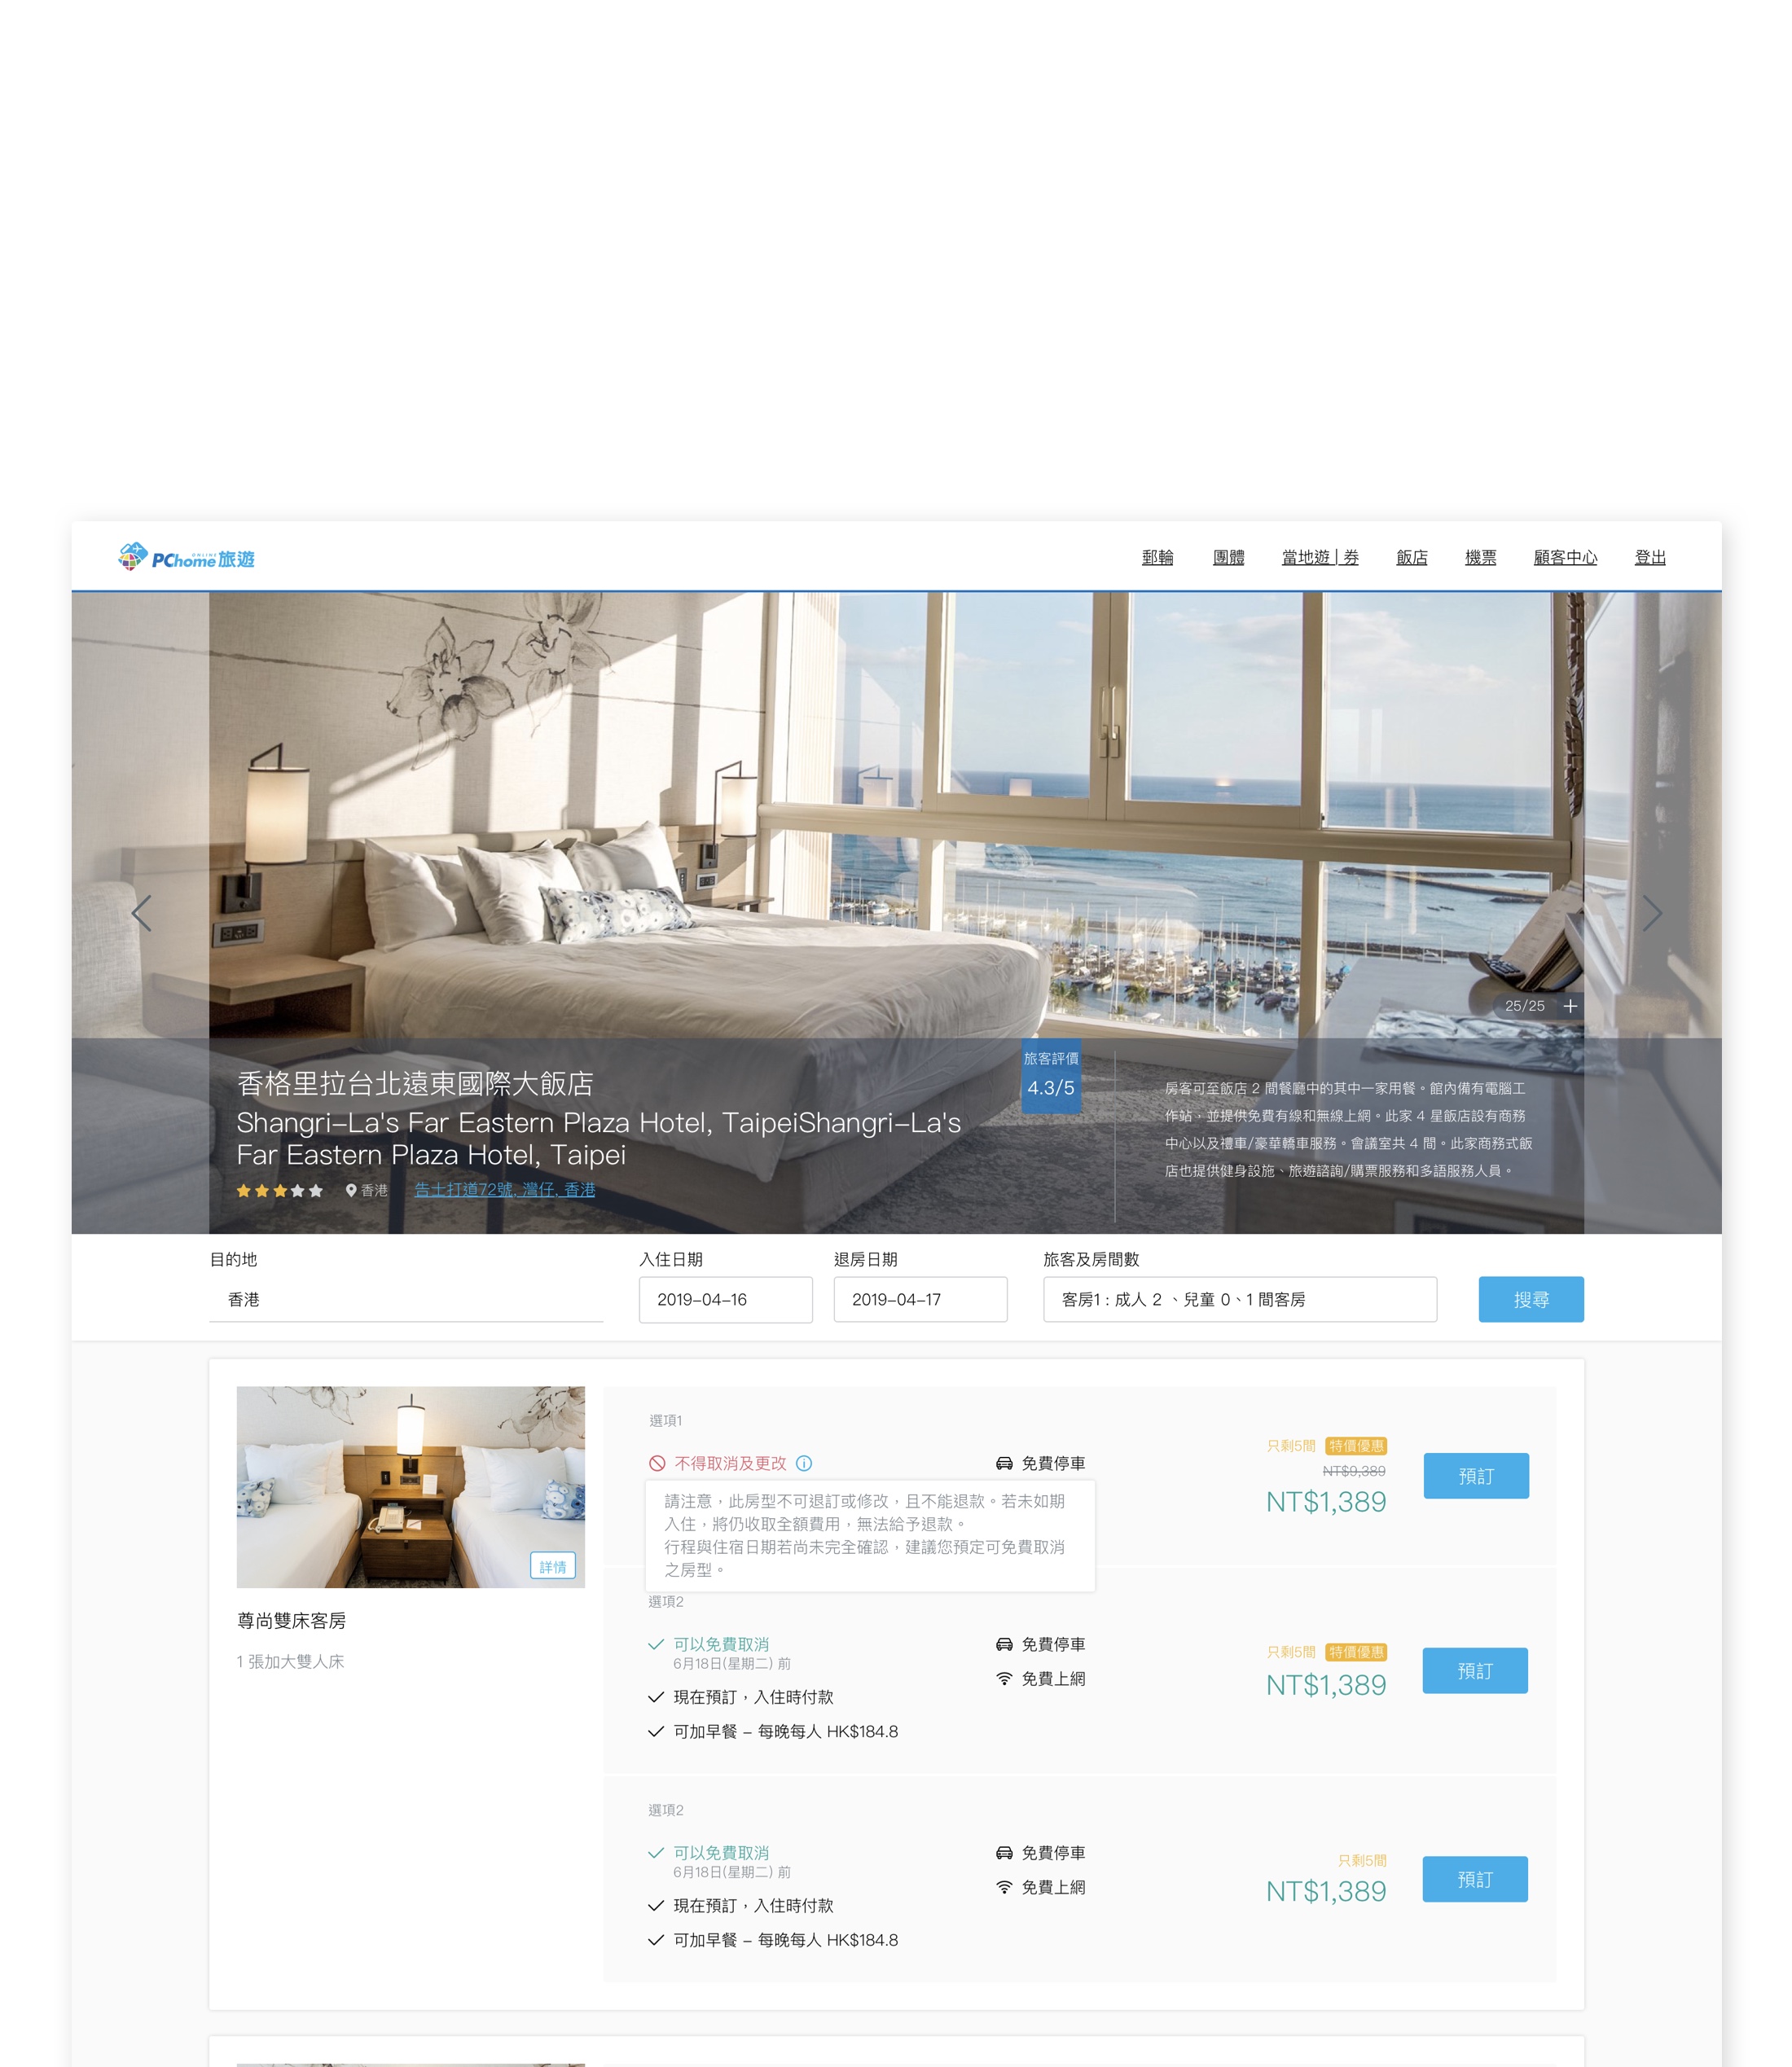 PChome ONLINE 旅遊
郵輪 團體 當地遊 | 券 飯店 機票 顧客中心 登出
25/25 +
香格里拉台北遠東國際大飯店
Shangri-La's Far Eastern Plaza Hotel, TaipeiShangri-La's
Far Eastern Plaza Hotel, Taipei
香港 告士打道72號, 灣仔, 香港
旅客評價
4.3/5
房客可至飯店 2 間餐廳中的其中一家用餐。館內備有電腦工
作站,並提供免費有線和無線上網。此家 4 星飯店設有商務
中心以及禮車/豪華轎車服務。會議室共 4 間。此家商務式飯
店也提供健身設施、旅遊諮詢/購票服務和多語服務人員。
目的地
香港
入住日期
2019-04-16
退房日期
2019-04-17
旅客及房間數
客房1 : 成人 2 、兒童 0、1 間客房
搜尋
詳情
尊尚雙床客房
1 張加大雙人床
選項1
不得取消及更改
免費停車
請注意,此房型不可退訂或修改,且不能退款。若未如期
入住,將仍收取全額費用,無法給予退款。
行程與住宿日期若尚未完全確認,建議您預定可免費取消
之房型。
只剩5間 特價優惠
NT$9,389
NT$1,389
預訂
選項2
可以免費取消
6月18日(星期二) 前
現在預訂,入住時付款
可加早餐 – 每晚每人 HK$184.8
免費停車
免費上網
只剩5間 特價優惠
NT$1,389
預訂
選項2
可以免費取消
6月18日(星期二) 前
現在預訂,入住時付款
可加早餐 – 每晚每人 HK$184.8
免費停車
免費上網
只剩5間
NT$1,389
預訂